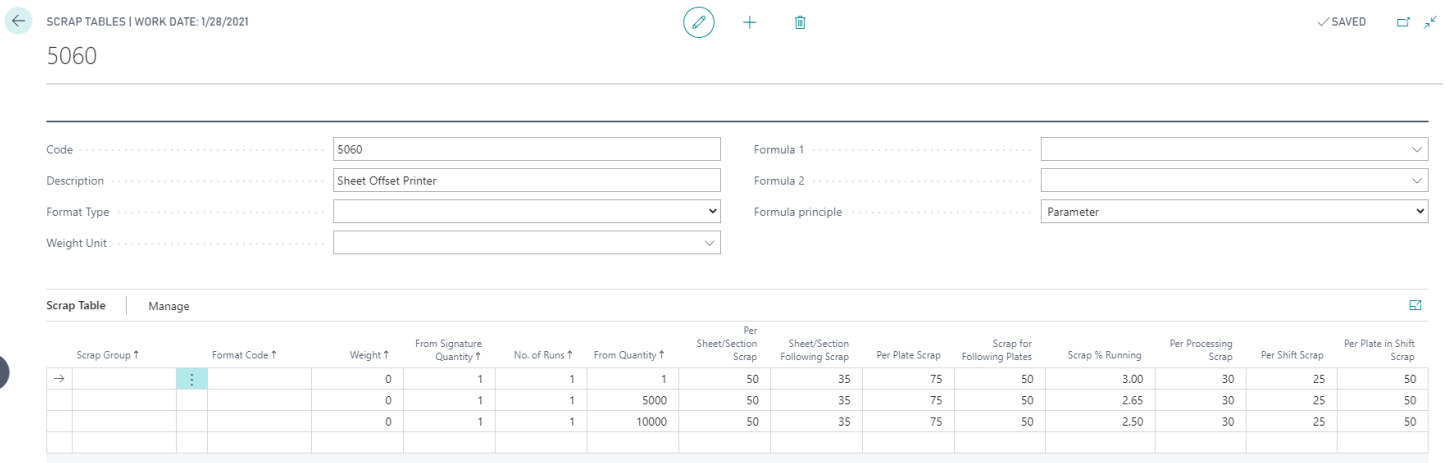 SCRAP TABLES | WORK DATE: 1/28/2021
SAVED
5060
Code 5060
Formula 1
Description Sheet Offset Printer
Formula 2
Format Type
Formula principle Parameter
Weight Unit
Scrap Table Manage
Scrap Group ↑ Format Code ↑ Weight ↑ From Signature Quantity ↑ No. of Runs ↑ From Quantity ↑ Per Sheet/Section Scrap Sheet/Section Following Scrap Per Plate Scrap Scrap for Following Plates Scrap % Running Per Processing Scrap Per Shift Scrap Per Plate in Shift Scrap
0 1 1 1 50 35 75 50 3.00 30 25 50
0 1 1 5000 50 35 75 50 2.65 30 25 50
0 1 1 10000 50 35 75 50 2.50 30 25 50